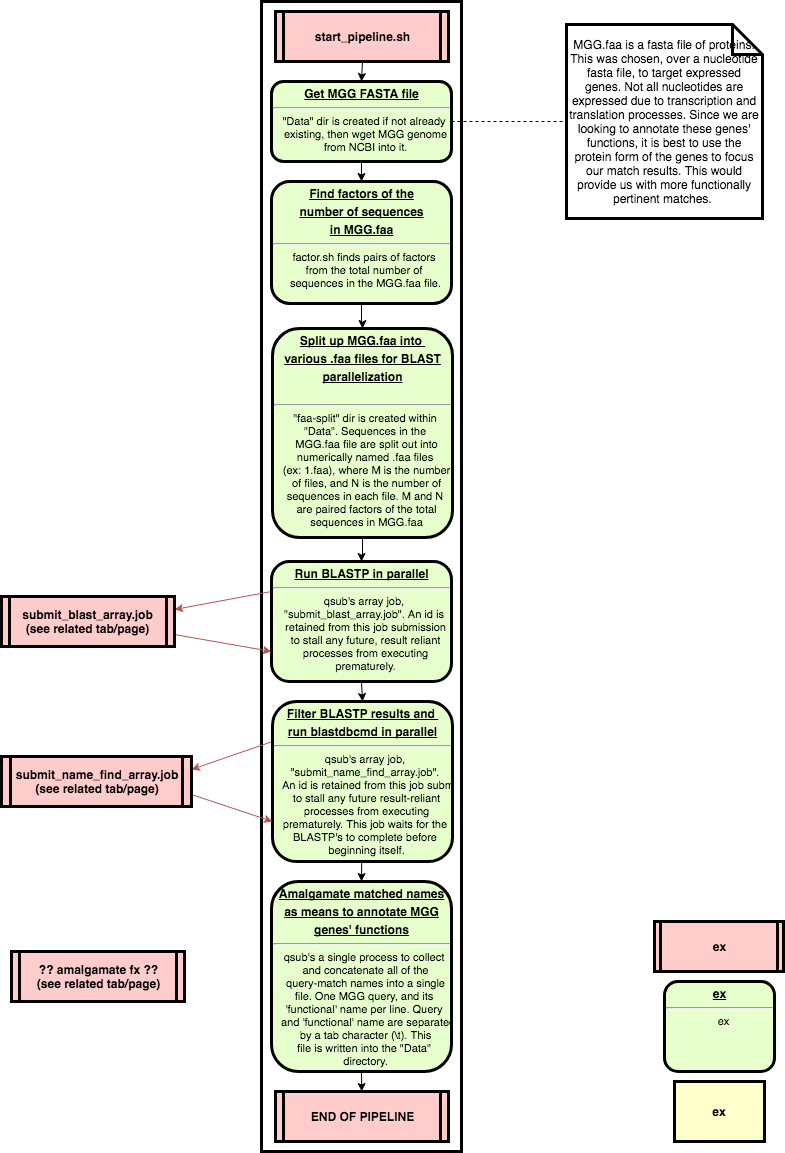 start_pipeline.sh
Get MGG FASTA file
"Data" dir is created if not already
existing, then wget MGG genome
from NCBI into it.
MGG.faa is a fasta file of proteins.
This was chosen, over a nucleotide
fasta file, to target expressed
genes. Not all nucleotides are
expressed due to transcription and
translation processes. Since we are
looking to annotate these genes'
functions, it is best to use the
protein form of the genes to focus
our match results. This would
provide us with more functionally
pertinent matches.
Find factors of the
number of sequences
in MGG.faa
factor.sh finds pairs of factors
from the total number of
sequences in the MGG.faa file.
Split up MGG.faa into
various .faa files for BLAST
parallelization
"faa-split" dir is created within
"Data". Sequences in the
MGG.faa file are split out into
numerically named .faa files
(ex: 1.faa), where M is the number
of files, and N is the number of
sequences in each file. M and N
are paired factors of the total
sequences in MGG.faa
Run BLASTP in parallel
qsub's array job,
"submit_blast_array.job". An id is
retained from this job submission
to stall any future, result reliant
processes from executing
prematurely.
submit_blast_array.job
(see related tab/page)
Filter BLASTP results and
run blastdbcmd in parallel
qsub's array job,
"submit_name_find_array.job".
An id is retained from this job subm
to stall any future result-reliant
processes from executing
prematurely. This job waits for the
BLASTP's to complete before
beginning itself.
submit_name_find_array.job
(see related tab/page)
Amalgamate matched names
as means to annotate MGG
genes' functions
qsub's a single process to collect
and concatenate all of the
query-match names into a single
file. One MGG query, and its
'functional' name per line. Query
and 'functional' name are separate
by a tab character (\t). This
file is written into the "Data"
directory.
?? amalgamate fx ??
(see related tab/page)
END OF PIPELINE
ex
ex
ex
ex